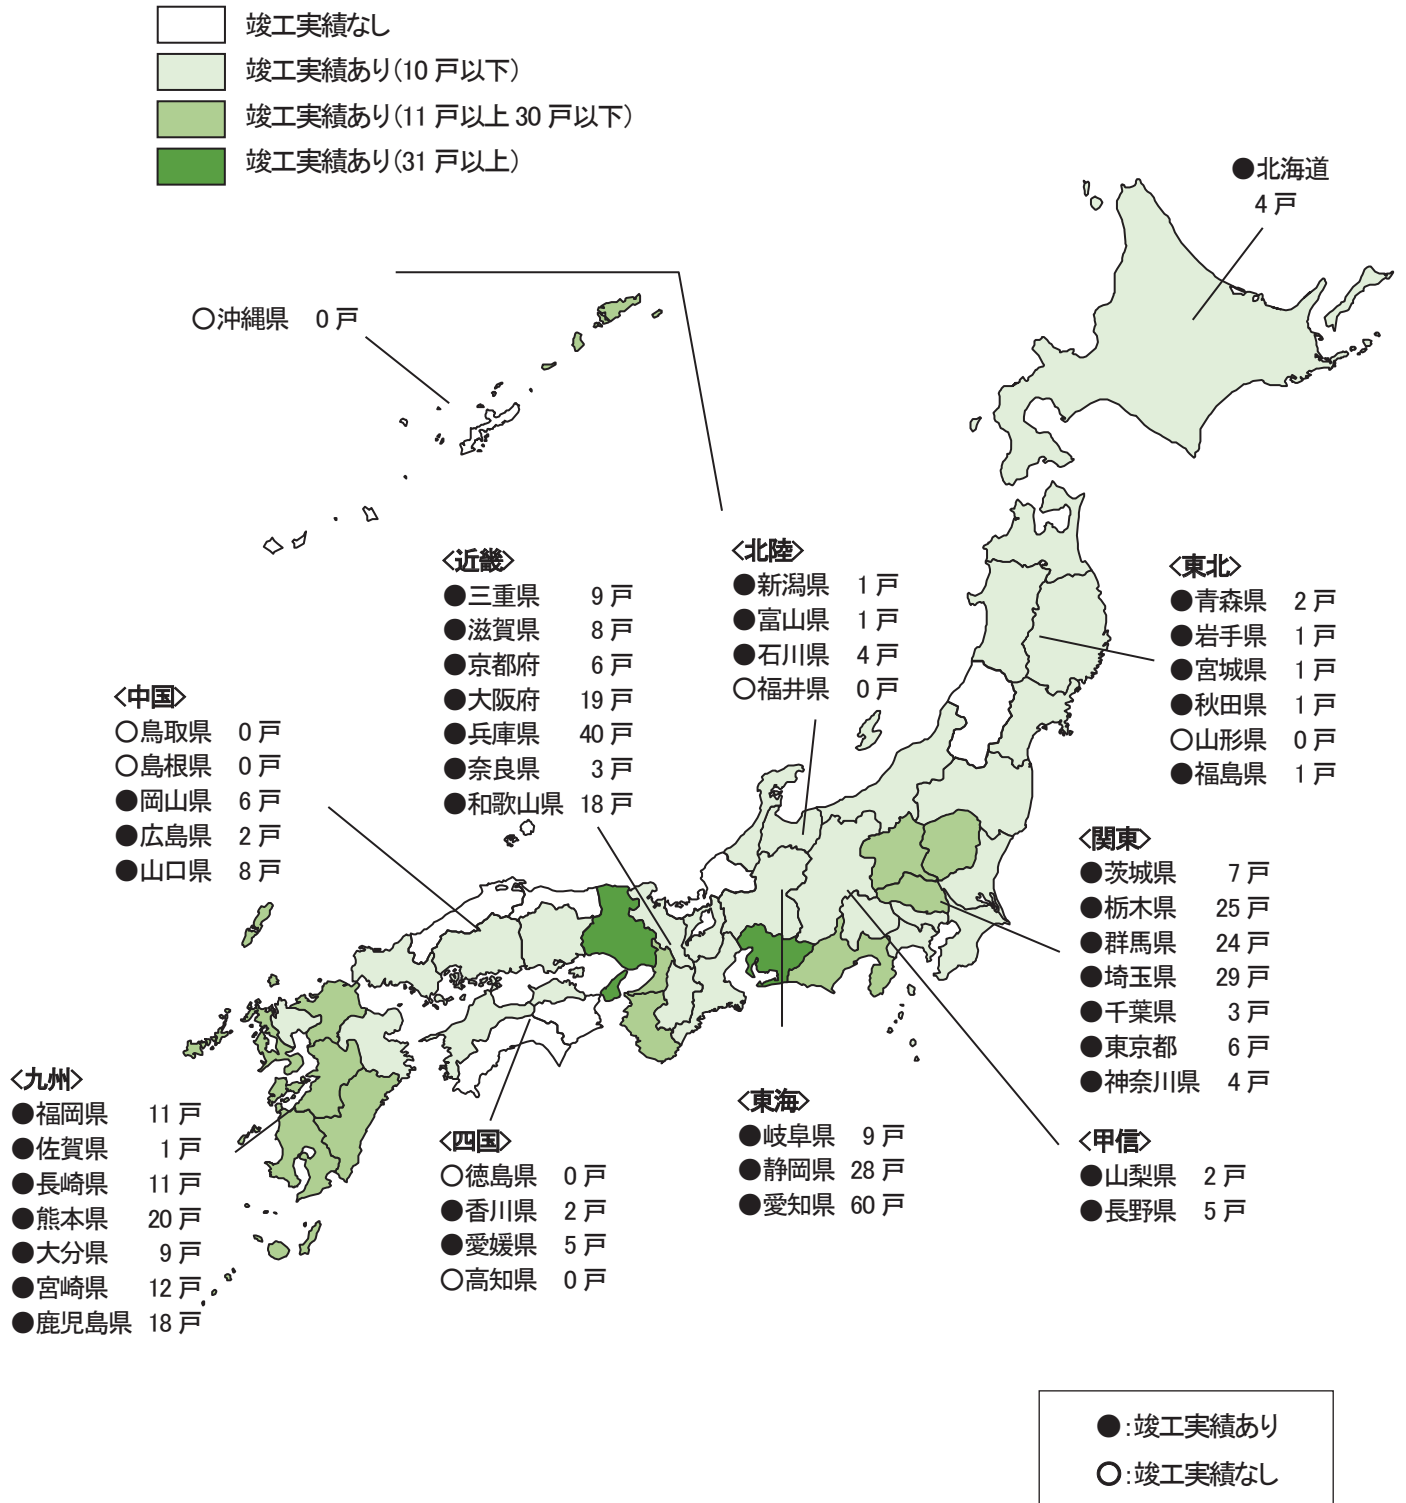 竣工実績なし
竣工実績あり(10 戸以下)
竣工実績あり(11 戸以上 30 戸以下)
竣工実績あり(31 戸以上)
●北海道
4 戸
○沖縄県 0 戸
<近畿>
●三重県 9 戸
●滋賀県 8 戸
●京都府 6 戸
●大阪府 19 戸
●兵庫県 40 戸
●奈良県 3 戸
●和歌山県 18 戸
<北陸>
●新潟県 1 戸
●富山県 1 戸
●石川県 4 戸
○福井県 0 戸
<東北>
●青森県 2 戸
●岩手県 1 戸
●宮城県 1 戸
●秋田県 1 戸
○山形県 0 戸
●福島県 1 戸
<中国>
○鳥取県 0 戸
○島根県 0 戸
●岡山県 6 戸
●広島県 2 戸
●山口県 8 戸
<関東>
●茨城県 7 戸
●栃木県 25 戸
●群馬県 24 戸
●埼玉県 29 戸
●千葉県 3 戸
●東京都 6 戸
●神奈川県 4 戸
<九州>
●福岡県 11 戸
●佐賀県 1 戸
●長崎県 11 戸
●熊本県 20 戸
●大分県 9 戸
●宮崎県 12 戸
●鹿児島県 18 戸
<四国>
○徳島県 0 戸
●香川県 2 戸
●愛媛県 5 戸
○高知県 0 戸
<東海>
●岐阜県 9 戸
●静岡県 28 戸
●愛知県 60 戸
<甲信>
●山梨県 2 戸
●長野県 5 戸
●:竣工実績あり
○:竣工実績なし